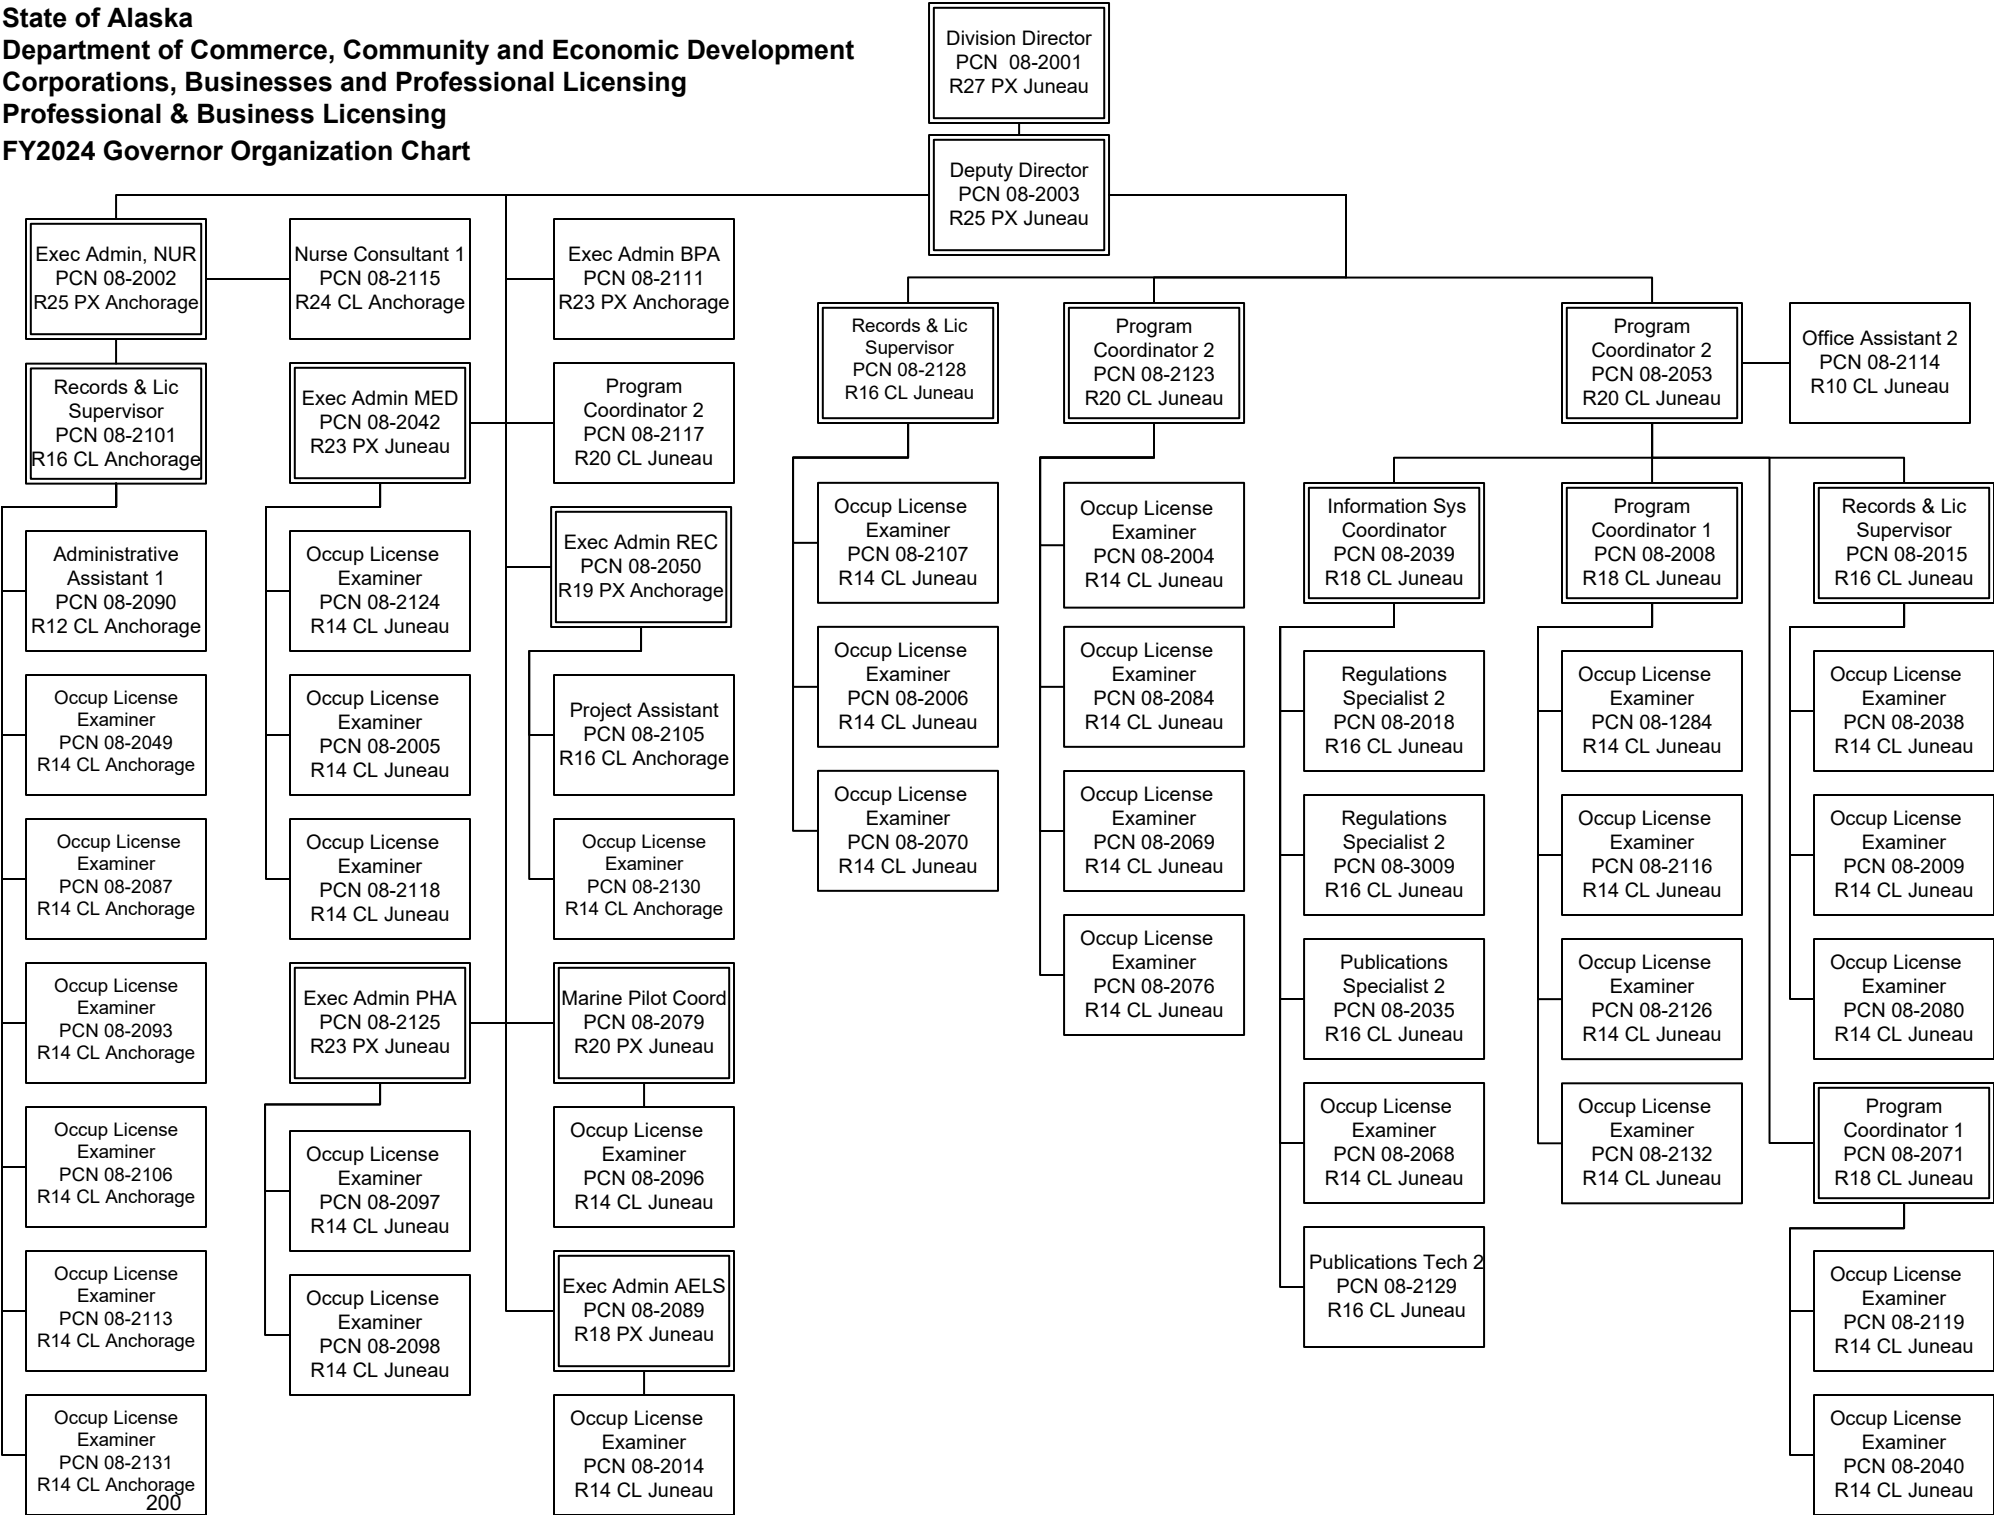 State of Alaska
Department of Commerce, Community and Economic Development
Corporations, Businesses and Professional Licensing
Professional & Business Licensing
FY2024 Governor Organization Chart
Division Director
PCN  08-2001
R27 PX Juneau
Deputy Director
PCN 08-2003
R25 PX Juneau
Exec Admin, NUR
PCN 08-2002
R25 PX Anchorage
Nurse Consultant 1
PCN 08-2115
R24 CL Anchorage
Exec Admin BPA
PCN 08-2111
R23 PX Anchorage
Records & Lic
Supervisor
PCN 08-2101
R16 CL Anchorage
Administrative
Assistant 1
PCN 08-2090
R12 CL Anchorage
Occup License
Examiner
PCN 08-2049
R14 CL Anchorage
Occup License
Examiner
PCN 08-2087
R14 CL Anchorage
Occup License
Examiner
PCN 08-2093
R14 CL Anchorage
Occup License
Examiner
PCN 08-2106
R14 CL Anchorage
Occup License
Examiner
PCN 08-2113
R14 CL Anchorage
Occup License
Examiner
PCN 08-2131
R14 CL Anchorage
200
Exec Admin MED
PCN 08-2042
R23 PX Juneau
Occup License
Examiner
PCN 08-2124
R14 CL Juneau
Occup License
Examiner
PCN 08-2005
R14 CL Juneau
Occup License
Examiner
PCN 08-2118
R14 CL Juneau
Exec Admin PHA
PCN 08-2125
R23 PX Juneau
Occup License
Examiner
PCN 08-2097
R14 CL Juneau
Occup License
Examiner
PCN 08-2098
R14 CL Juneau
Program
Coordinator 2
PCN 08-2117
R20 CL Juneau
Exec Admin REC
PCN 08-2050
R19 PX Anchorage
Project Assistant
PCN 08-2105
R16 CL Anchorage
Occup License
Examiner
PCN 08-2130
R14 CL Anchorage
Marine Pilot Coord
PCN 08-2079
R20 PX Juneau
Occup License
Examiner
PCN 08-2096
R14 CL Juneau
Exec Admin AELS
PCN 08-2089
R18 PX Juneau
Occup License
Examiner
PCN 08-2014
R14 CL Juneau
Records & Lic
Supervisor
PCN 08-2128
R16 CL Juneau
Occup License
Examiner
PCN 08-2107
R14 CL Juneau
Occup License
Examiner
PCN 08-2006
R14 CL Juneau
Occup License
Examiner
PCN 08-2070
R14 CL Juneau
Program
Coordinator 2
PCN 08-2123
R20 CL Juneau
Occup License
Examiner
PCN 08-2004
R14 CL Juneau
Occup License
Examiner
PCN 08-2084
R14 CL Juneau
Occup License
Examiner
PCN 08-2069
R14 CL Juneau
Occup License
Examiner
PCN 08-2076
R14 CL Juneau
Program
Coordinator 2
PCN 08-2053
R20 CL Juneau
Office Assistant 2
PCN 08-2114
R10 CL Juneau
Information Sys
Coordinator
PCN 08-2039
R18 CL Juneau
Regulations
Specialist 2
PCN 08-2018
R16 CL Juneau
Regulations
Specialist 2
PCN 08-3009
R16 CL Juneau
Publications
Specialist 2
PCN 08-2035
R16 CL Juneau
Occup License
Examiner
PCN 08-2068
R14 CL Juneau
Publications Tech 2
PCN 08-2129
R16 CL Juneau
Program
Coordinator 1
PCN 08-2008
R18 CL Juneau
Occup License
Examiner
PCN 08-1284
R14 CL Juneau
Occup License
Examiner
PCN 08-2116
R14 CL Juneau
Occup License
Examiner
PCN 08-2126
R14 CL Juneau
Occup License
Examiner
PCN 08-2132
R14 CL Juneau
Records & Lic
Supervisor
PCN 08-2015
R16 CL Juneau
Occup License
Examiner
PCN 08-2038
R14 CL Juneau
Occup License
Examiner
PCN 08-2009
R14 CL Juneau
Occup License
Examiner
PCN 08-2080
R14 CL Juneau
Program
Coordinator 1
PCN 08-2071
R18 CL Juneau
Occup License
Examiner
PCN 08-2119
R14 CL Juneau
Occup License
Examiner
PCN 08-2040
R14 CL Juneau